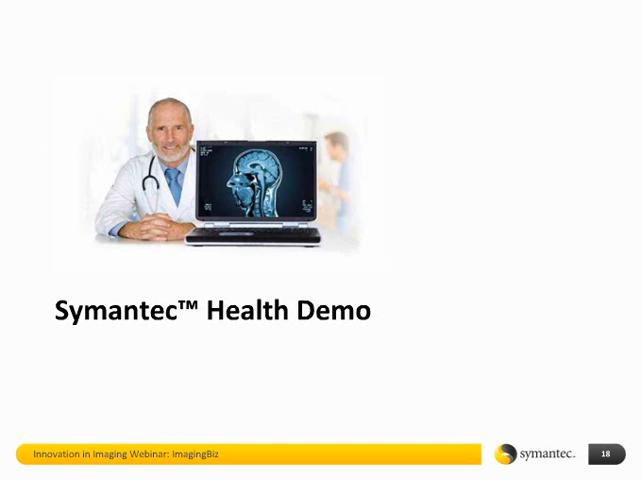 Symantec™ Health Demo
Innovation in Imaging Webinar: ImagingBiz
symantec.
18